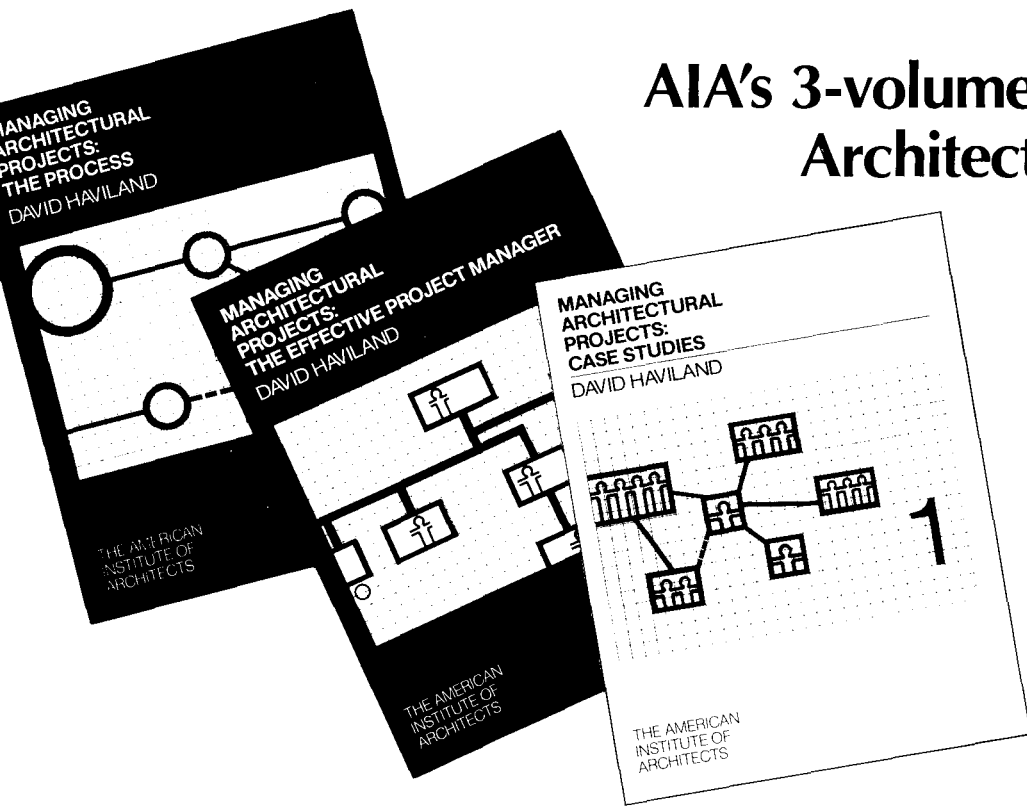 AIA's 3-volume
Architect
MANAGING
ARCHITECTURAL
PROJECTS:
THE PROCESS
DAVID HAVILAND
THE AMERICAN
INSTITUTE OF
ARCHITECTS
MANAGING
ARCHITECTURAL
PROJECTS:
THE EFFECTIVE PROJECT MANAGER
DAVID HAVILAND
THE AMERICAN
INSTITUTE OF
ARCHITECTS
MANAGING
ARCHITECTURAL
PROJECTS:
CASE STUDIES
DAVID HAVILAND
1
THE AMERICAN
INSTITUTE OF
ARCHITECTS